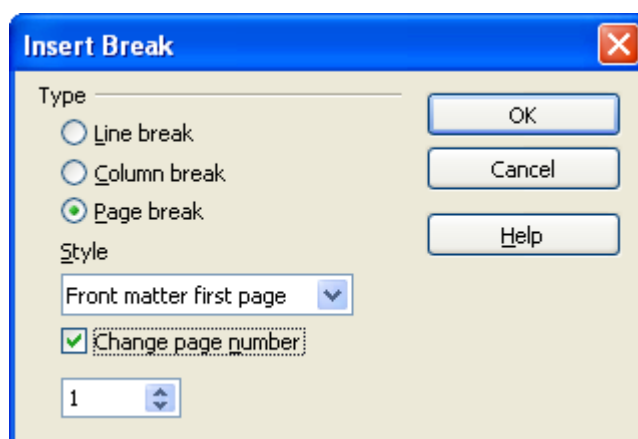 Insert Break
Type
Line break
Column break
Page break
Style
Front matter first page
Change page number
1
OK
Cancel
Help